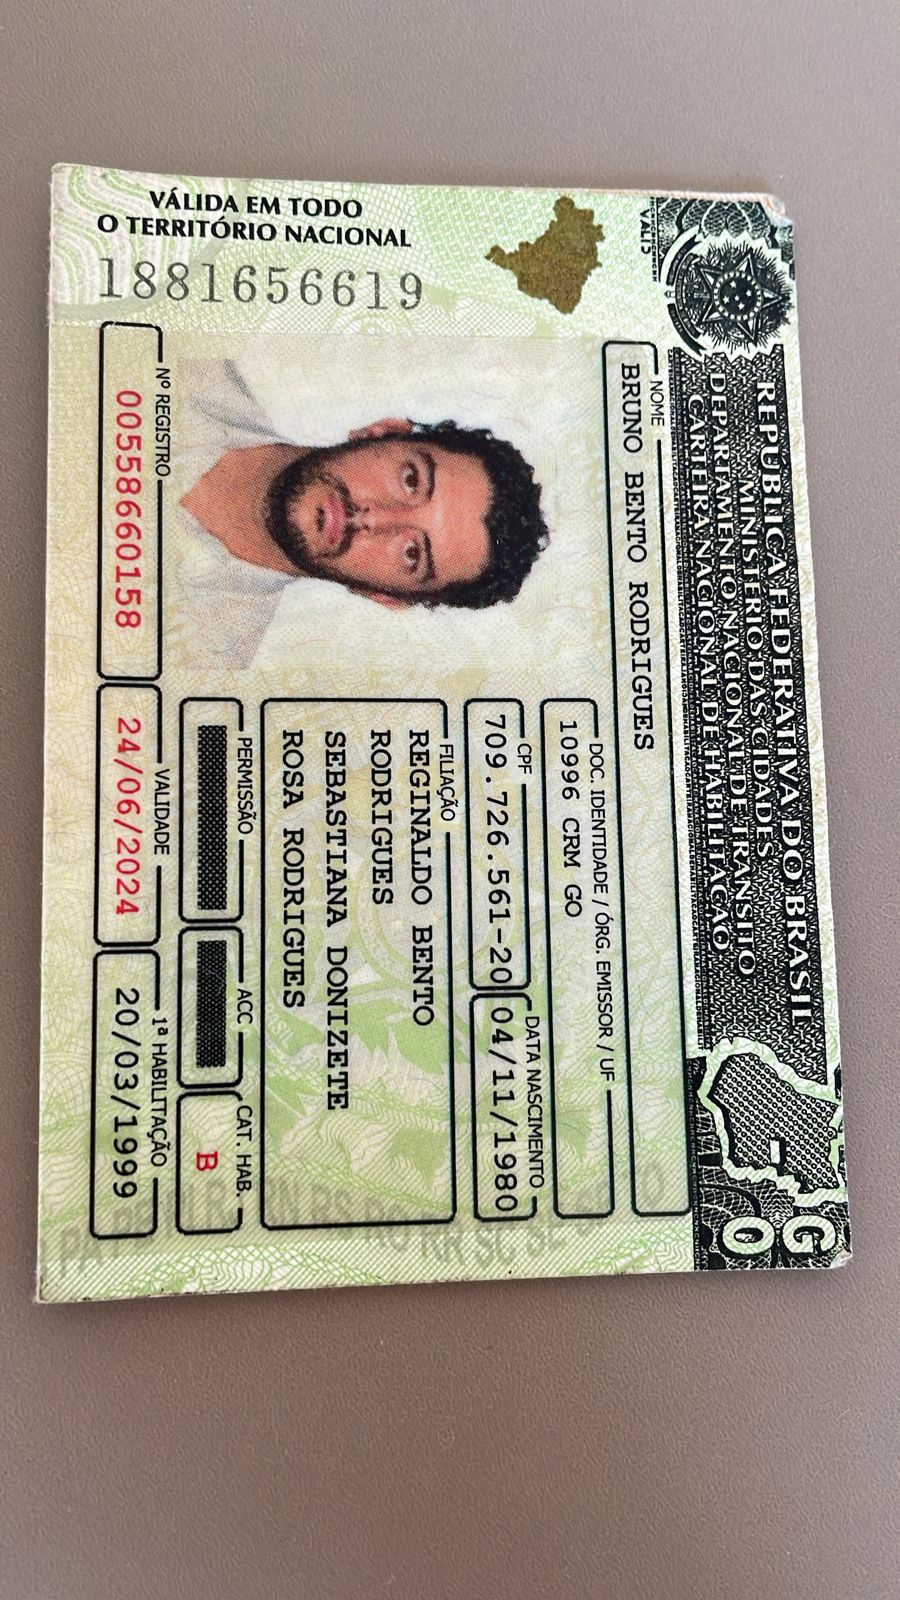 REPÚBLICA FEDERATIVA DO BRASIL
MINISTÉRIO DAS CIDADES
DEPARTAMENTO NACIONAL DE TRÂNSITO
CARTEIRA NACIONAL DE HABILITAÇÃO
GO
NOME
BRUNO BENTO RODRIGUES
DOC. IDENTIDADE / ÓRG. EMISSOR / UF
10996 CRM GO
CPF
709.726.561-20
DATA NASCIMENTO
04/11/1980
FILIAÇÃO
REGINALDO BENTO
RODRIGUES
SEBASTIANA DONIZETE
ROSA RODRIGUES
PERMISSÃO
ACC
CAT. HAB.
B
Nº REGISTRO
00558660158
VALIDADE
24/06/2024
1ª HABILITAÇÃO
20/03/1999
VÁLIDA EM TODO
O TERRITÓRIO NACIONAL
1881656619